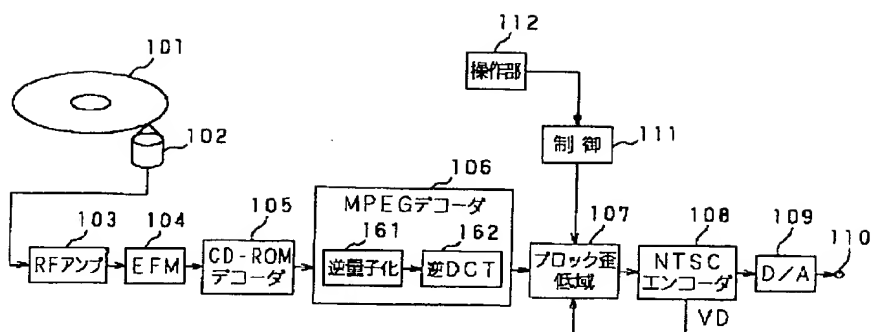 112
操作部
101
102
111
制御
106
MPEGデコーダ
103
104
105
161
162
107
108
109
110
RFアンプ
EFM
CD-ROM
デコーダ
逆量子化
逆DCT
ブロック歪
低域
NTSC
エンコーダ
D/A
VD